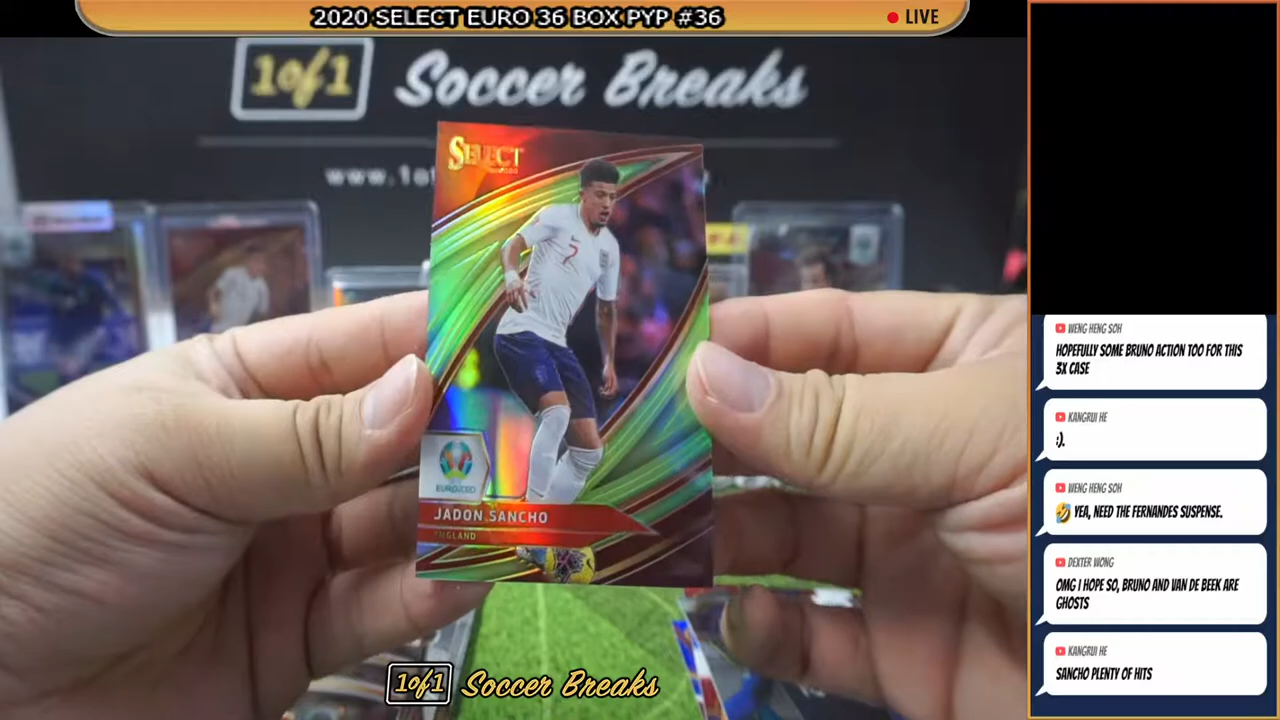 2020 SELECT EURO 36 BOX PYP #36
LIVE
1of1 Soccer Breaks
www.1of
SELECT
7
EURO2020
JADON SANCHO
ENGLAND
1of1 Soccer Breaks
WENG HENG SOH
HOPEFULLY SOME BRUNO ACTION TOO FOR THIS
3X CASE
KANGRUI HE
:).
WENG HENG SOH
🤣 YEA, NEED THE FERNANDES SUSPENSE.
DEXTER WONG
OMG I HOPE SO, BRUNO AND VAN DE BEEK ARE
GHOSTS
KANGRUI HE
SANCHO PLENTY OF HITS